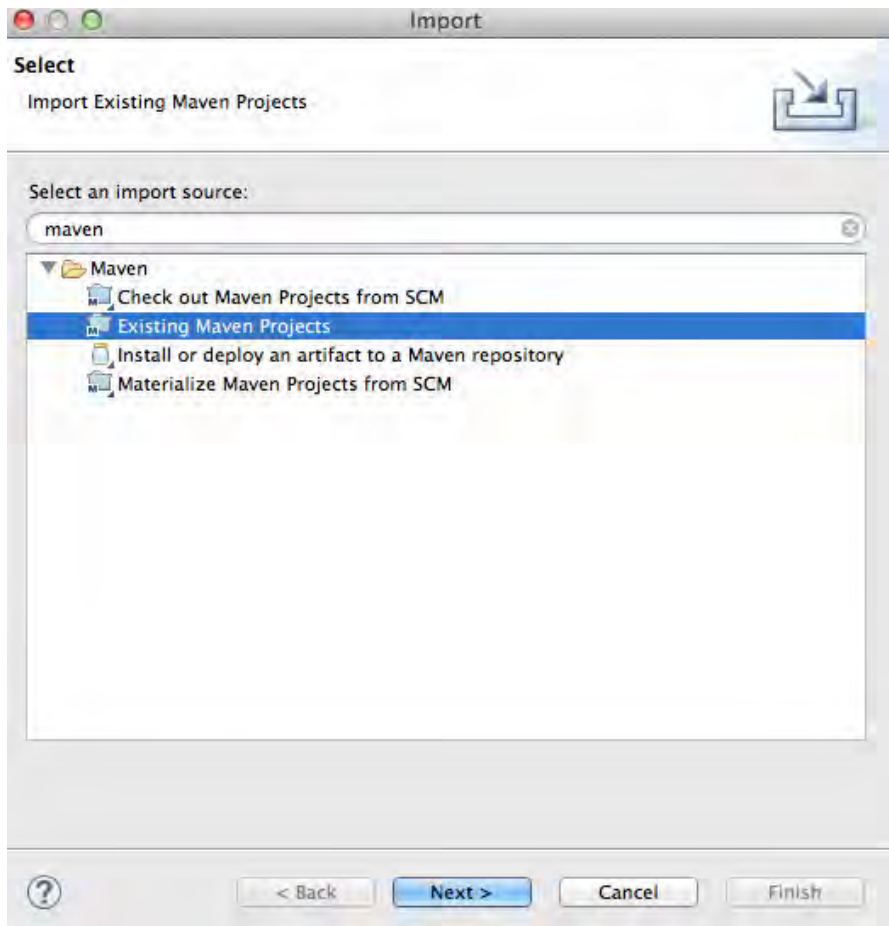 Import
Select
Import Existing Maven Projects
Select an import source:
maven
Maven
Check out Maven Projects from SCM
Existing Maven Projects
Install or deploy an artifact to a Maven repository
Materialize Maven Projects from SCM
? < Back Next > Cancel Finish